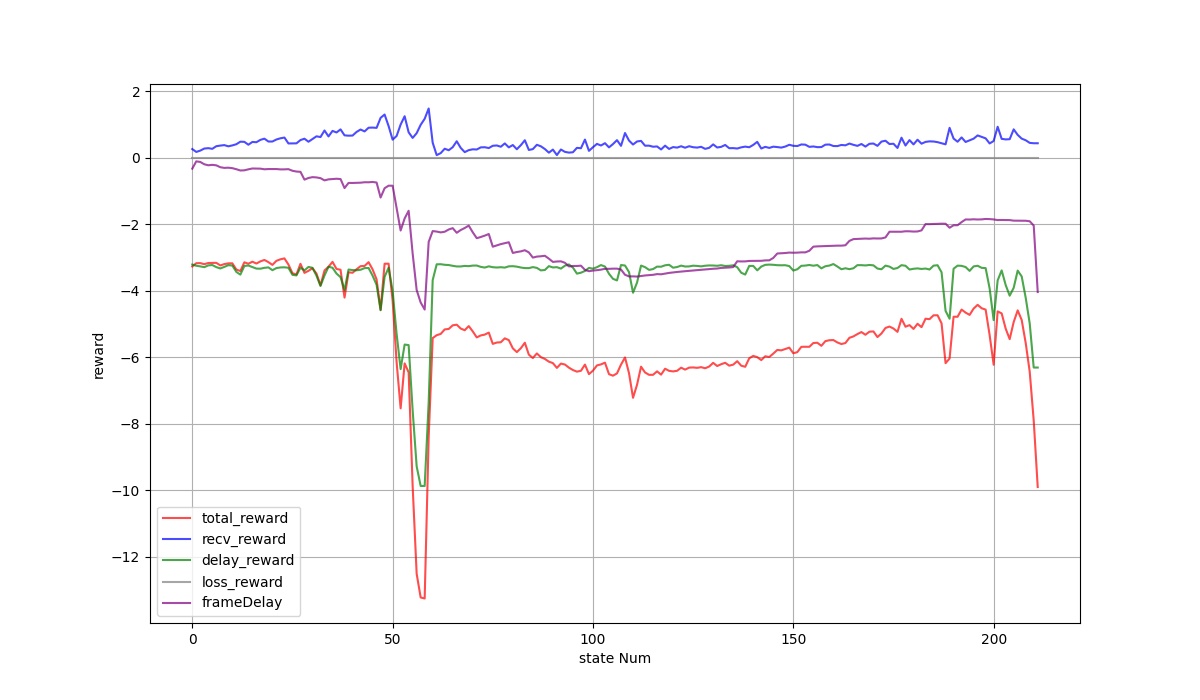 2
0
−2
−4
−6
−8
−10
−12
reward
total_reward
recv_reward
delay_reward
loss_reward
frameDelay
0 50 100 150 200
state Num